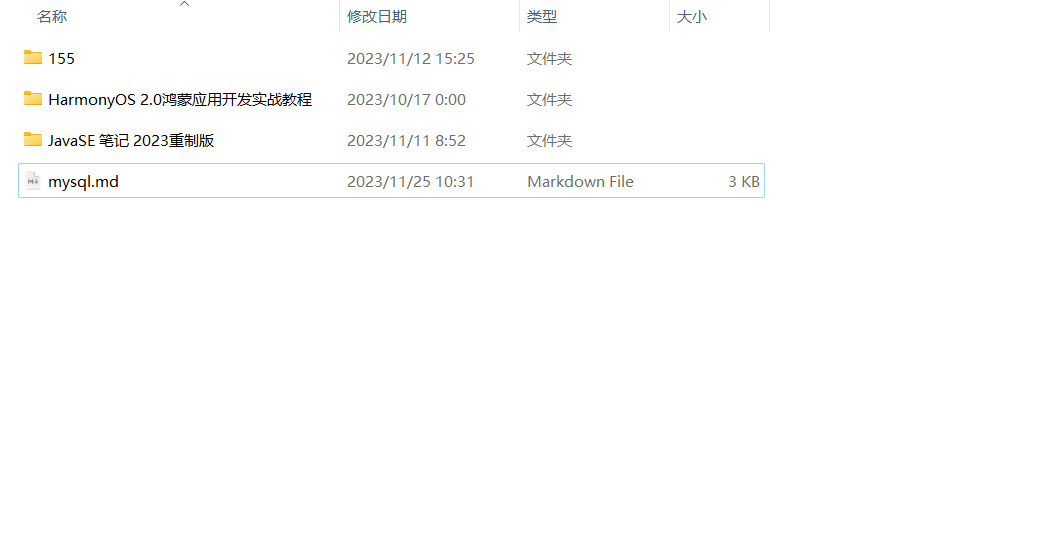 名称 修改日期 类型 大小
155 2023/11/12 15:25 文件夹
HarmonyOS 2.0鸿蒙应用开发实战教程 2023/10/17 0:00 文件夹
JavaSE 笔记 2023重制版 2023/11/11 8:52 文件夹
mysql.md 2023/11/25 10:31 Markdown File 3 KB